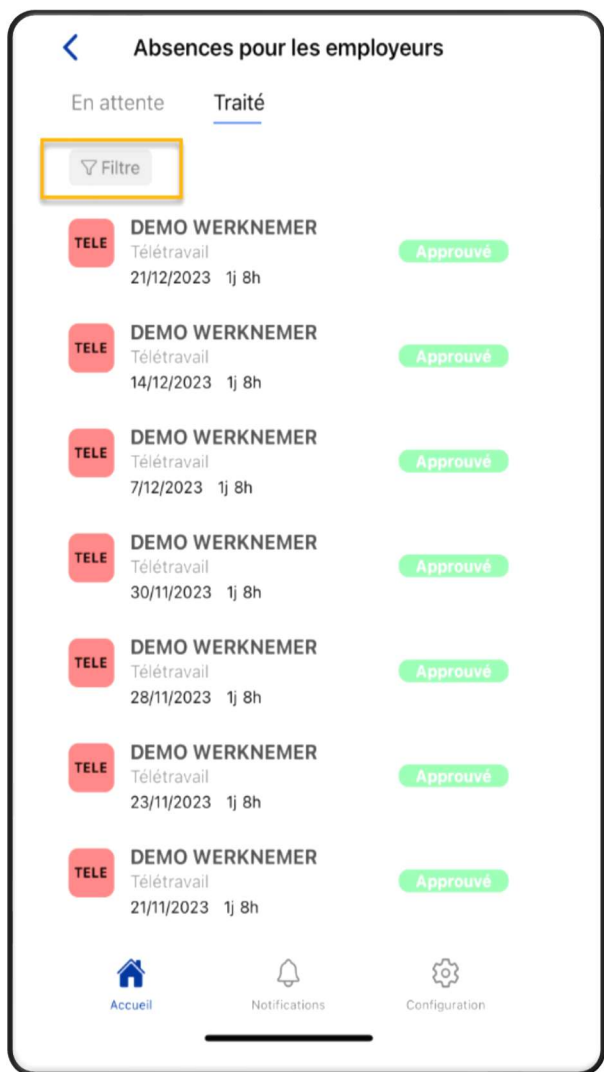 Absences pour les employeurs
En attente Traité
Filtre
TELE
DEMO WERKNEMER
Télétravail
21/12/2023 1j 8h
Approuvé
TELE
DEMO WERKNEMER
Télétravail
14/12/2023 1j 8h
Approuvé
TELE
DEMO WERKNEMER
Télétravail
7/12/2023 1j 8h
Approuvé
TELE
DEMO WERKNEMER
Télétravail
30/11/2023 1j 8h
Approuvé
TELE
DEMO WERKNEMER
Télétravail
28/11/2023 1j 8h
Approuvé
TELE
DEMO WERKNEMER
Télétravail
23/11/2023 1j 8h
Approuvé
TELE
DEMO WERKNEMER
Télétravail
21/11/2023 1j 8h
Approuvé
Accueil Notifications Configuration